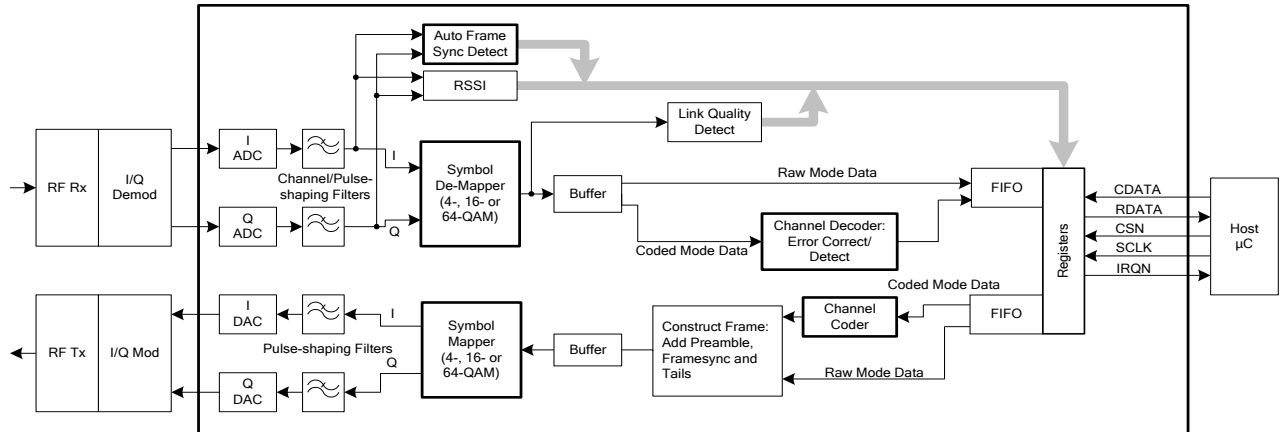 Auto Frame
Sync Detect
RSSI
Link Quality
Detect
RF Rx
I/Q
Demod
I
ADC
Q
ADC
Channel/Pulse-
shaping Filters
I
Q
Symbol
De-Mapper
(4-, 16- or
64-QAM)
Buffer
Raw Mode Data
Coded Mode Data
Channel Decoder:
Error Correct/
Detect
FIFO
Registers
CDATA
RDATA
CSN
SCLK
IRQN
Host
µC
RF Tx
I/Q Mod
I
DAC
Q
DAC
Pulse-shaping Filters
I
Q
Symbol
Mapper
(4-, 16- or
64-QAM)
Buffer
Construct Frame:
Add Preamble,
Framesync and
Tails
Channel
Coder
Coded Mode Data
FIFO
Raw Mode Data